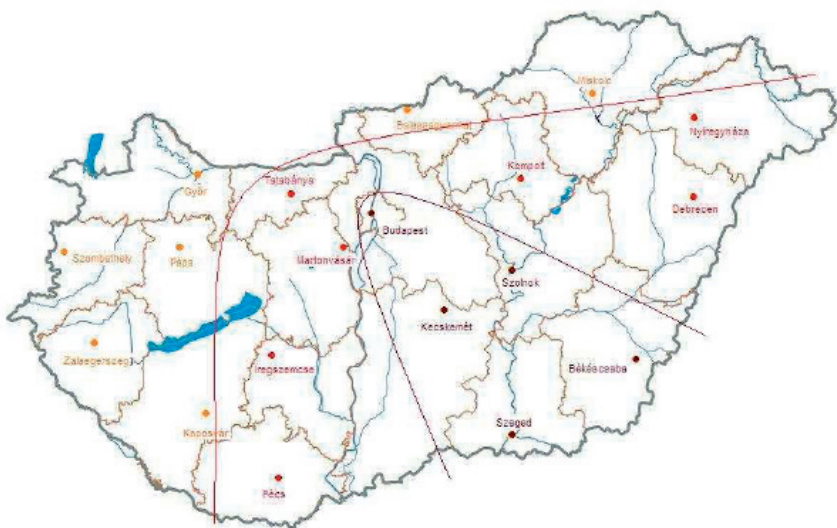 Miskolc
Balassagyarmat
Nyíregyháza
Kompolt
Győr
Tatabánya
Debrecen
Budapest
Szombathely
Pápa
Martonvásár
Szolnok
Kecskemét
Zalaegerszeg
Iregszemcse
Békéscsaba
Kaposvár
Szeged
Pécs